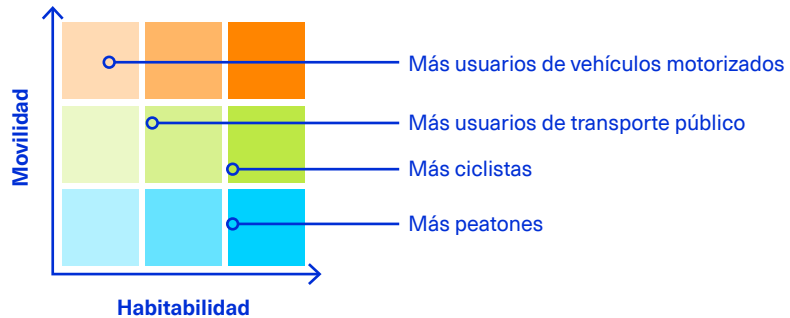 Movilidad
Más usuarios de vehículos motorizados
Más usuarios de transporte público
Más ciclistas
Más peatones
Habitabilidad